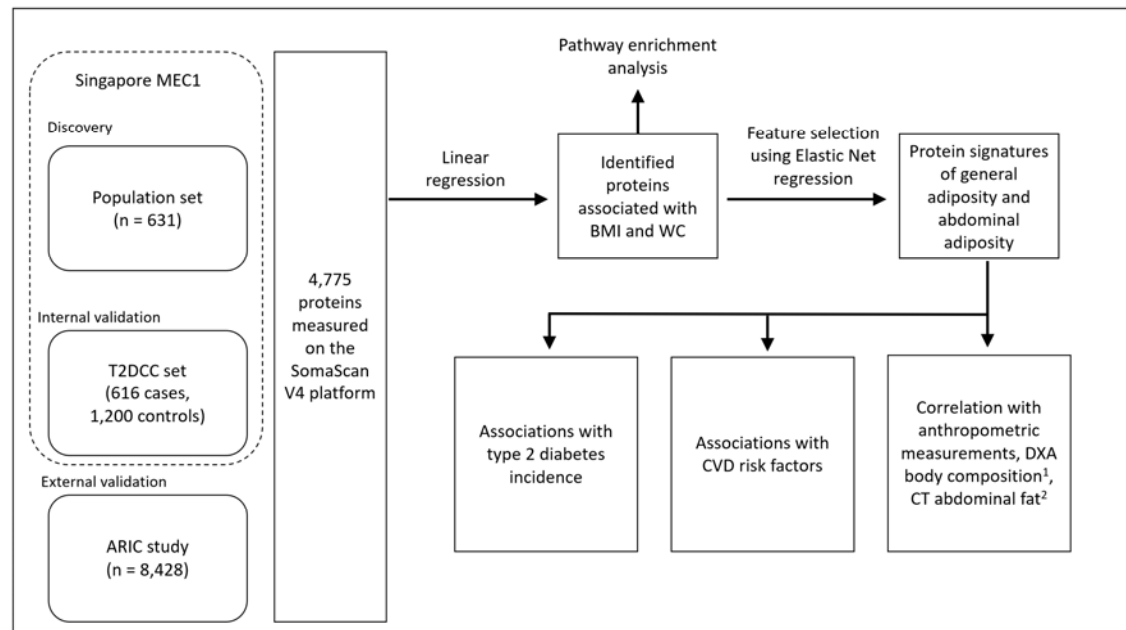 Singapore MEC1
Discovery
Population set
(n = 631)
Internal validation
T2DCC set
(616 cases,
1,200 controls)
External validation
ARIC study
(n = 8,428)
4,775
proteins
measured
on the
SomaScan
V4 platform
Linear
regression
Pathway enrichment
analysis
Identified
proteins
associated with
BMI and WC
Feature selection
using Elastic Net
regression
Protein signatures
of general
adiposity and
abdominal
adiposity
Associations with
type 2 diabetes
incidence
Associations with
CVD risk factors
Correlation with
anthropometric
measurements, DXA
body composition¹,
CT abdominal fat²